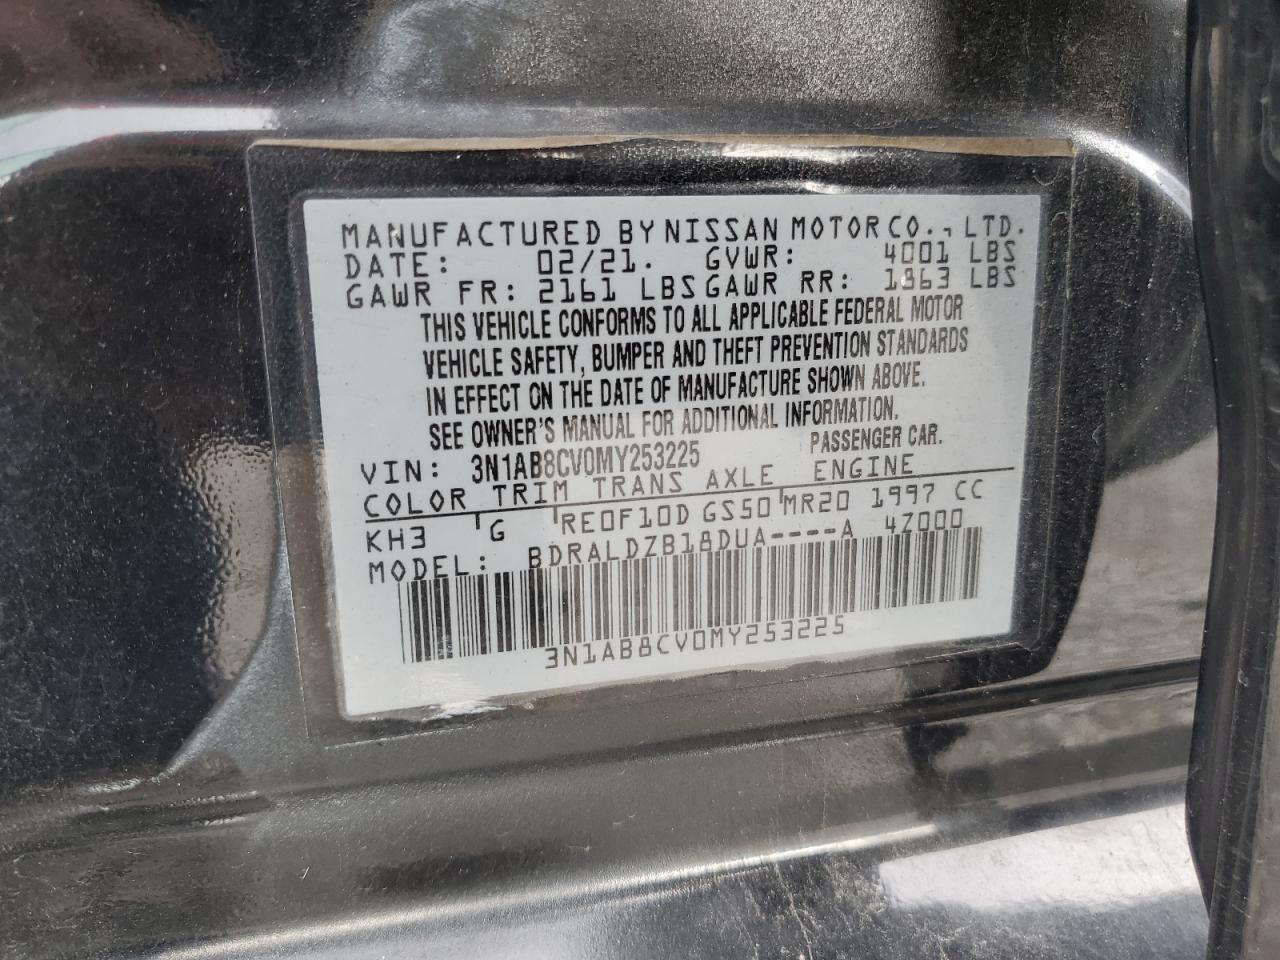 MANUFACTURED BY NISSAN MOTOR CO., LTD.
DATE: 02/21. GVWR: 4001 LBS
GAWR FR: 2161 LBS GAWR RR: 1863 LBS
THIS VEHICLE CONFORMS TO ALL APPLICABLE FEDERAL MOTOR
VEHICLE SAFETY, BUMPER AND THEFT PREVENTION STANDARDS
IN EFFECT ON THE DATE OF MANUFACTURE SHOWN ABOVE.
SEE OWNER'S MANUAL FOR ADDITIONAL INFORMATION.
VIN: 3N1AB8CV0MY253225 PASSENGER CAR.
COLOR TRIM TRANS AXLE ENGINE
KH3 G RE0F10D GS50 MR20 1997 CC
MODEL: BDRALDZB18DUA----A 4Z000
3N1AB8CV0MY253225